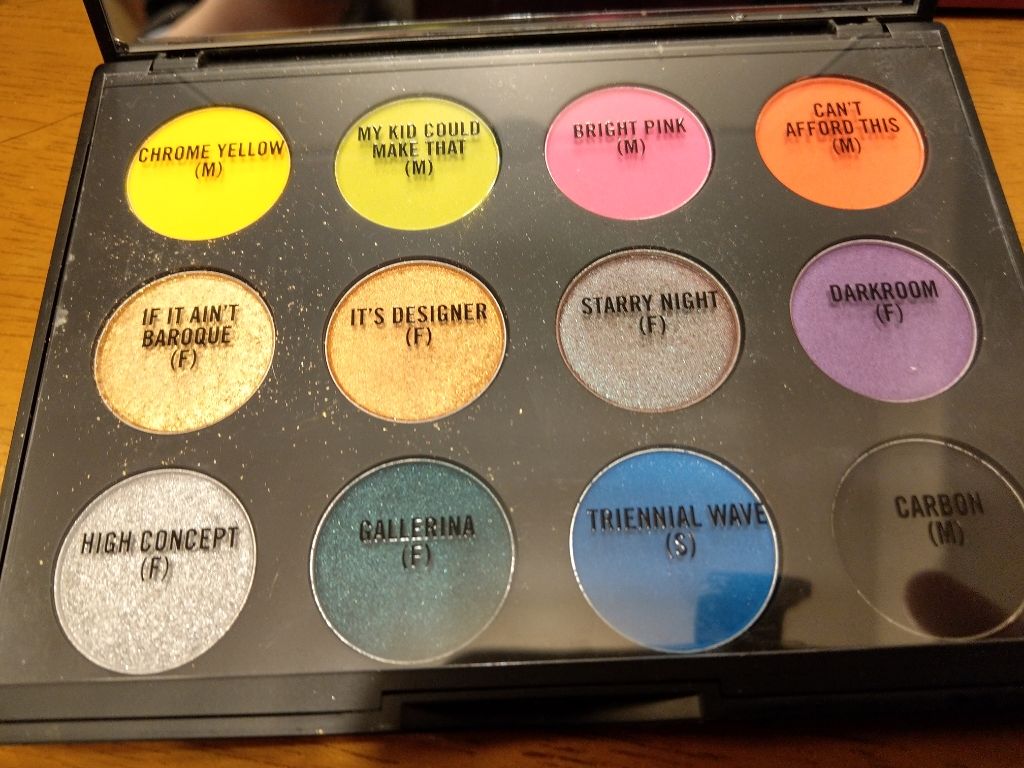 CHROME YELLOW
(M)
MY KID COULD
MAKE THAT
(M)
BRIGHT PINK
(M)
CAN'T
AFFORD THIS
(M)
IF IT AIN'T
BAROQUE
(F)
IT'S DESIGNER
(F)
STARRY NIGHT
(F)
DARKROOM
(F)
HIGH CONCEPT
(F)
GALLERINA
(F)
TRIENNIAL WAVE
(S)
CARBON
(M)